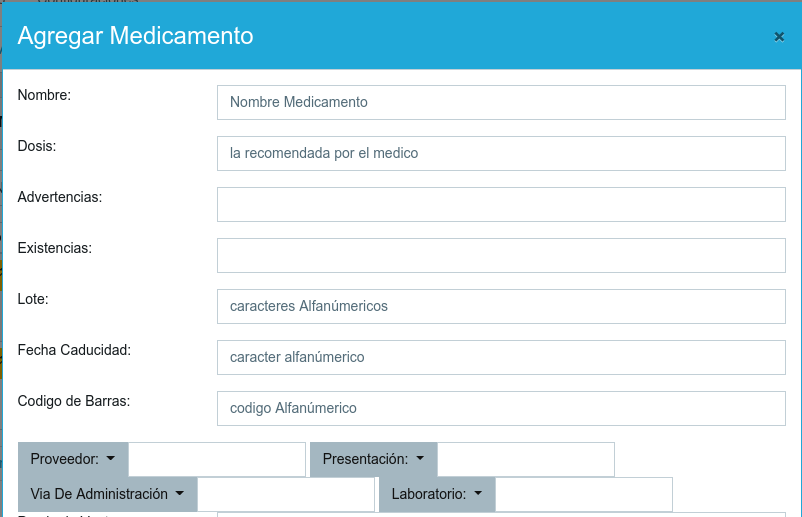 Agregar Medicamento ×
Nombre: Nombre Medicamento
Dosis: la recomendada por el medico
Advertencias:
Existencias:
Lote: caracteres Alfanúmericos
Fecha Caducidad: caracter alfanúmerico
Codigo de Barras: codigo Alfanúmerico
Proveedor: Presentación:
Via De Administración Laboratorio: